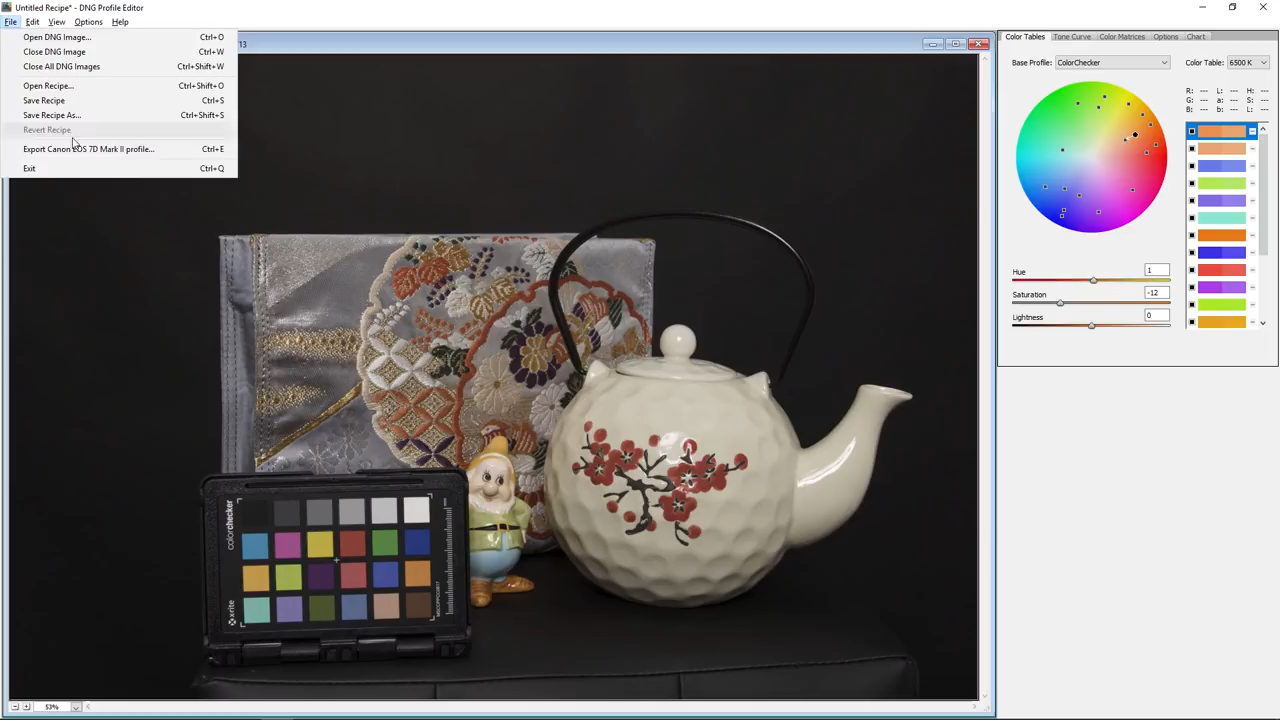 Untitled Recipe* - DNG Profile Editor
File Edit View Options Help
Open DNG Image... Ctrl+O
Close DNG Image Ctrl+W
Close All DNG Images Ctrl+Shift+W
Open Recipe... Ctrl+Shift+O
Save Recipe Ctrl+S
Save Recipe As... Ctrl+Shift+S
Revert Recipe
Export Canon EOS 7D Mark II profile... Ctrl+E
Exit Ctrl+Q
13
Color Tables Tone Curve Color Matrices Options Chart
Base Profile: ColorChecker Color Table: 6500 K
R: --- L: --- H: ---
G: --- a: --- S: ---
B: --- b: --- L: ---
Hue 1
Saturation -12
Lightness 0
colorchecker
x-rite
53%